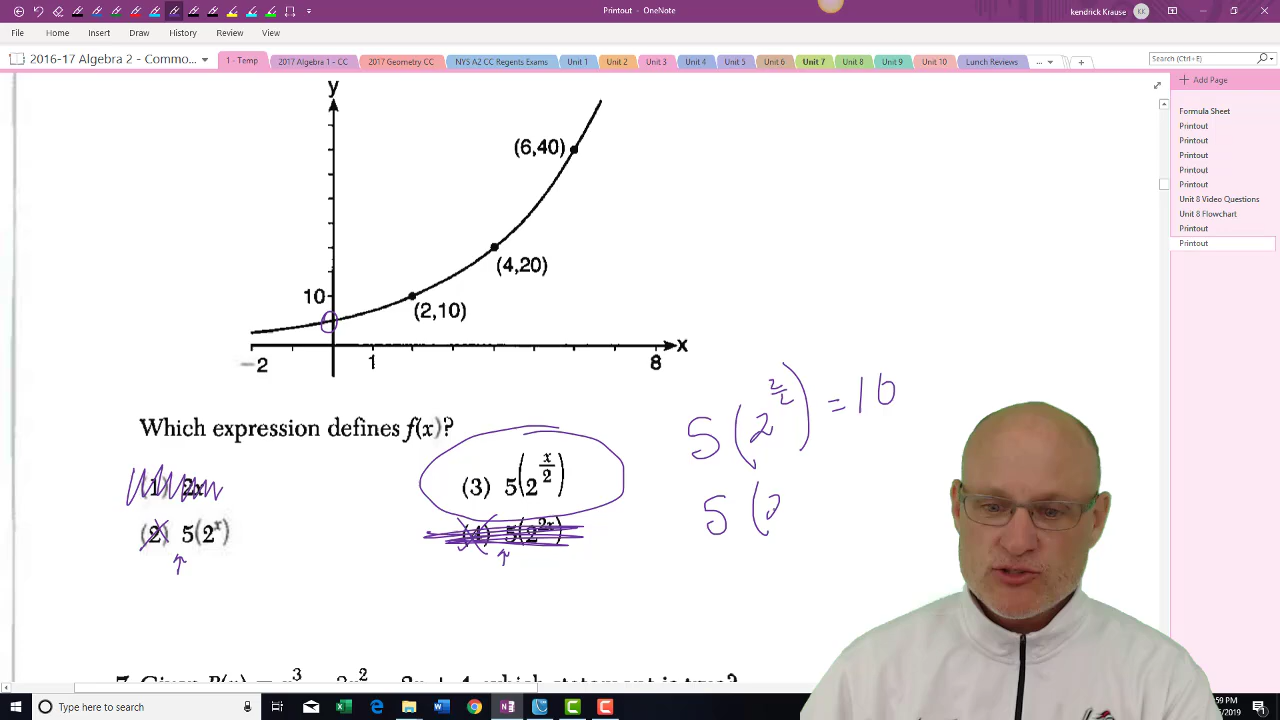 Printout - OneNote
kendrick Krause KK
File Home Insert Draw History Review View
2016-17 Algebra 2 - Commo...
1 - Temp 2017 Algebra 1 - CC 2017 Geometry CC NYS A2 CC Regents Exams Unit 1 Unit 2 Unit 3 Unit 4 Unit 5 Unit 6 Unit 7 Unit 8 Unit 9 Unit 10 Lunch Reviews ...
Search (Ctrl+E)
Add Page
Formula Sheet
Printout
Printout
Printout
Printout
Printout
Unit 8 Video Questions
Unit 8 Flowchart
Printout
Printout
y
(6,40)
(4,20)
10
(2,10)
x
-2 1 8
5(2^(2/2)) = 10
Which expression defines f(x)?
(1) 2x
(3) 5(2^(x/2))
5(2
(2) 5(2^x)
(4) 5(2^(2x))
which statement is true?
Type here to search